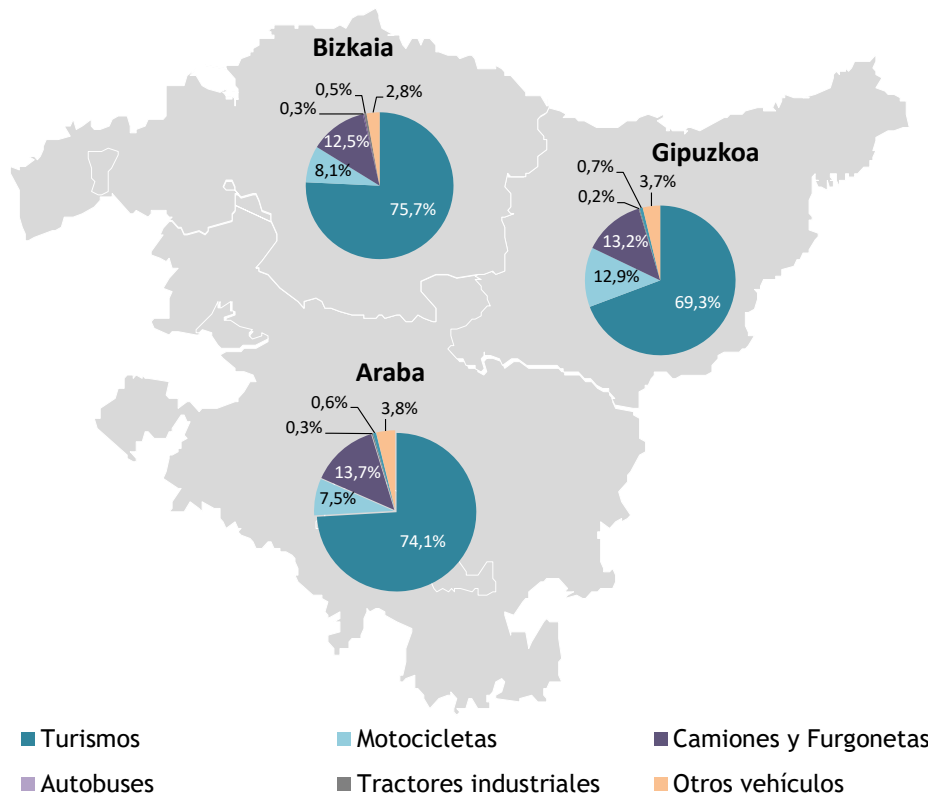 Bizkaia
0,5%
2,8%
0,3%
12,5%
8,1%
75,7%
Gipuzkoa
0,7%
3,7%
0,2%
13,2%
12,9%
69,3%
Araba
0,6%
3,8%
0,3%
13,7%
7,5%
74,1%
Turismos
Motocicletas
Camiones y Furgonetas
Autobuses
Tractores industriales
Otros vehículos